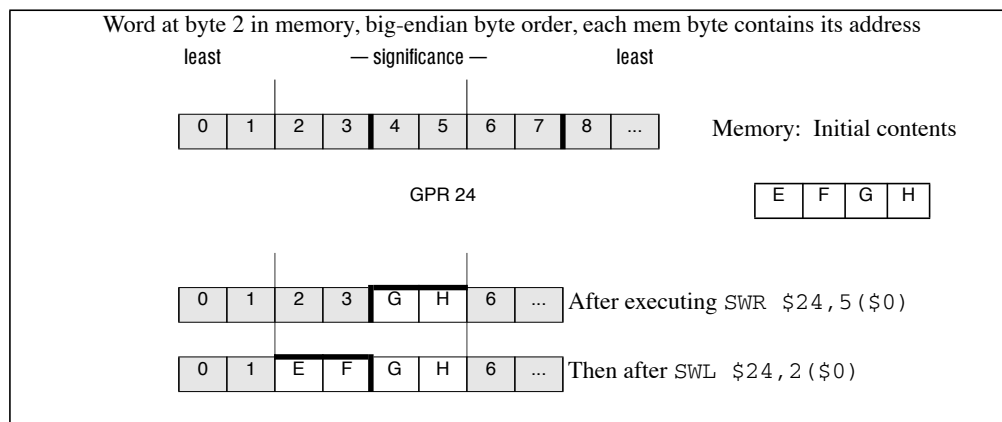 Word at byte 2 in memory, big-endian byte order, each mem byte contains its address
least — significance — least
0 1 2 3 4 5 6 7 8 ... Memory: Initial contents
GPR 24 E F G H
0 1 2 3 G H 6 ... After executing SWR $24,5($0)
0 1 E F G H 6 ... Then after SWL $24,2($0)